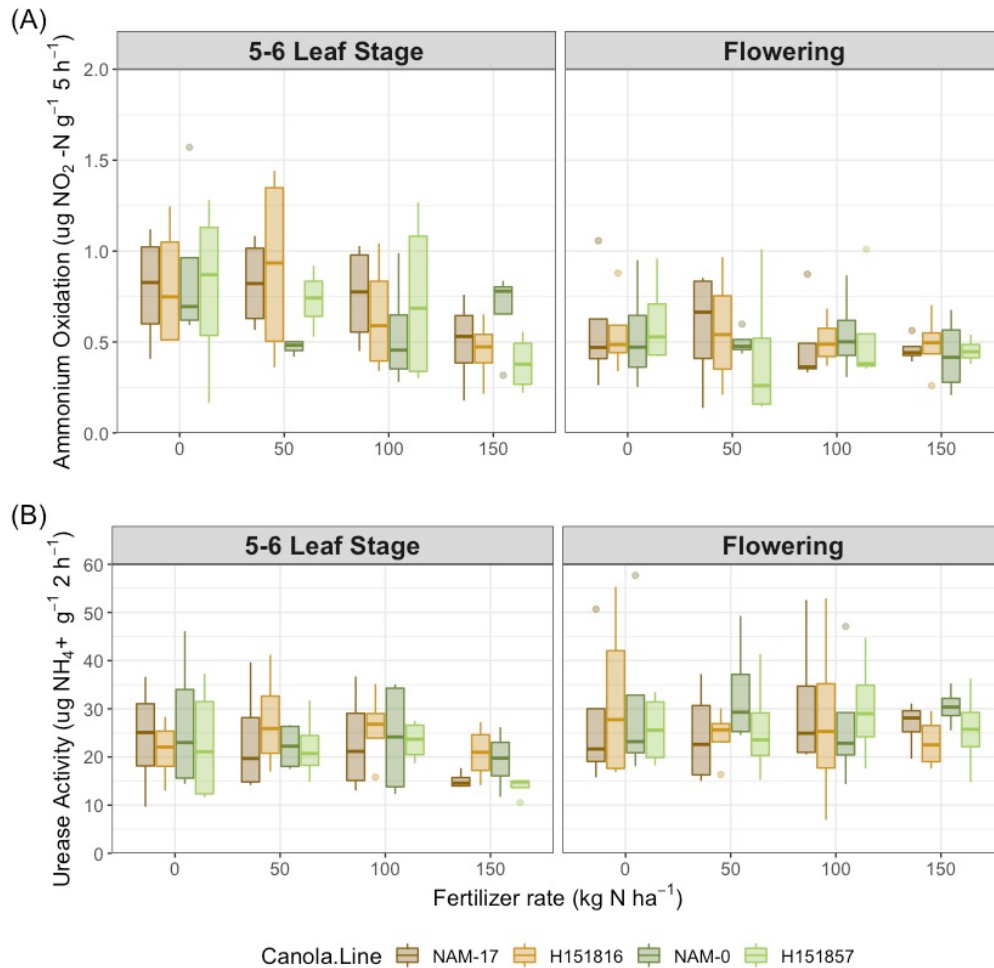 (A)
5-6 Leaf Stage
Flowering
Ammonium Oxidation (ug NO₂ -N g⁻¹ 5 h⁻¹)
2.0
1.5
1.0
0.5
0.0
0 50 100 150
0 50 100 150
(B)
5-6 Leaf Stage
Flowering
Urease Activity (ug NH₄+ g⁻¹ 2 h⁻¹)
60
50
40
30
20
10
0
0 50 100 150
0 50 100 150
Fertilizer rate (kg N ha⁻¹)
Canola.Line NAM-17 H151816 NAM-0 H151857